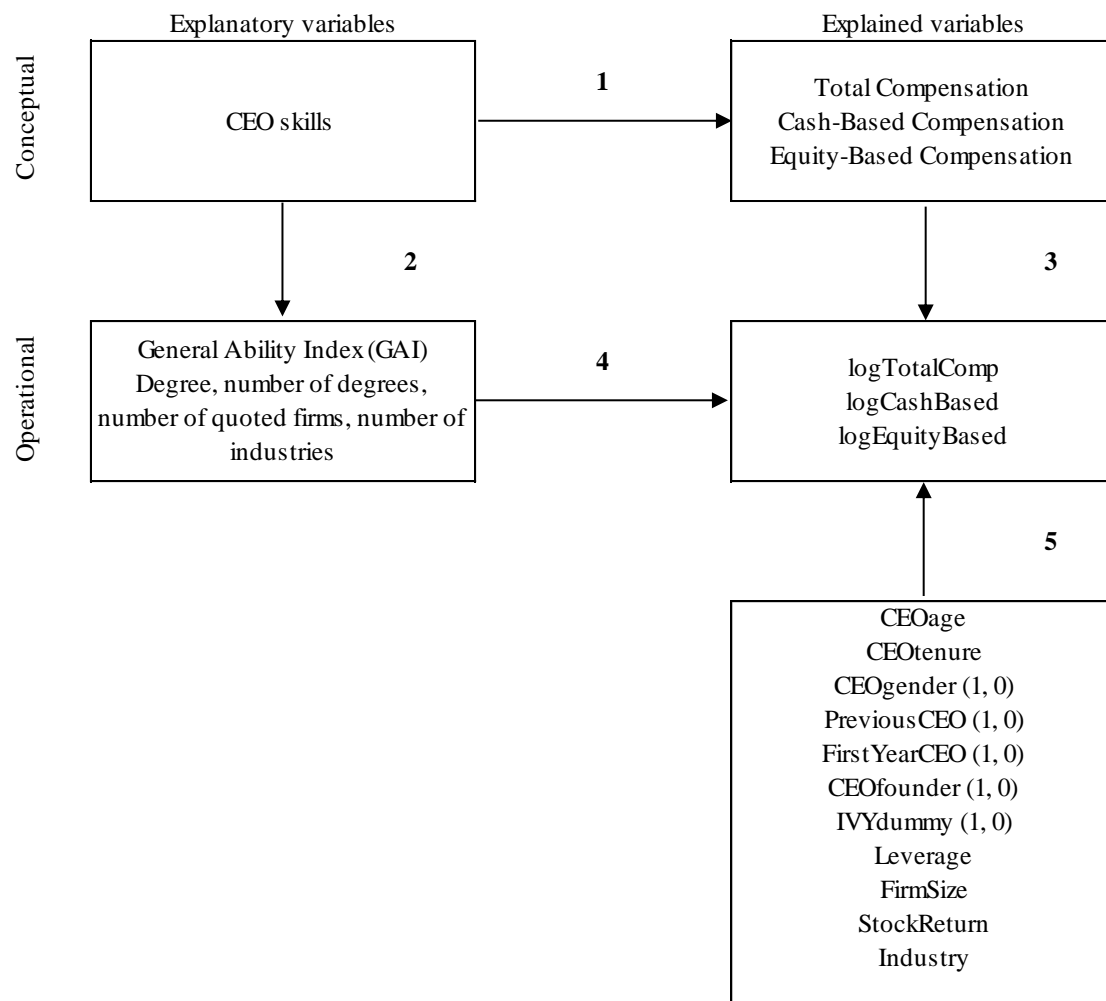 Explanatory variables
Explained variables
Conceptual
CEO skills
1
Total Compensation
Cash-Based Compensation
Equity-Based Compensation
2
3
Operational
General Ability Index (GAI)
Degree, number of degrees,
number of quoted firms, number of
industries
4
logTotalComp
logCashBased
logEquityBased
5
CEOage
CEOtenure
CEOgender (1, 0)
PreviousCEO (1, 0)
FirstYearCEO (1, 0)
CEOfounder (1, 0)
IVYdummy (1, 0)
Leverage
FirmSize
StockReturn
Industry